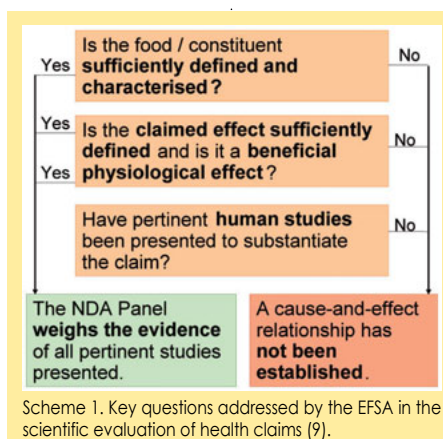 Is the food / constituent
Yes
sufficiently defined and
No
characterised?
Yes
Is the claimed effect sufficiently
defined and is it a beneficial
No
Yes
physiological effect?
Have pertinent human studies
No
been presented to substantiate
the claim?
The NDA Panel
weighs the evidence
of all pertinent studies
presented.
A cause-and-effect
relationship has
not been
established.
Scheme 1. Key questions addressed by the EFSA in the
scientific evaluation of health claims (9).